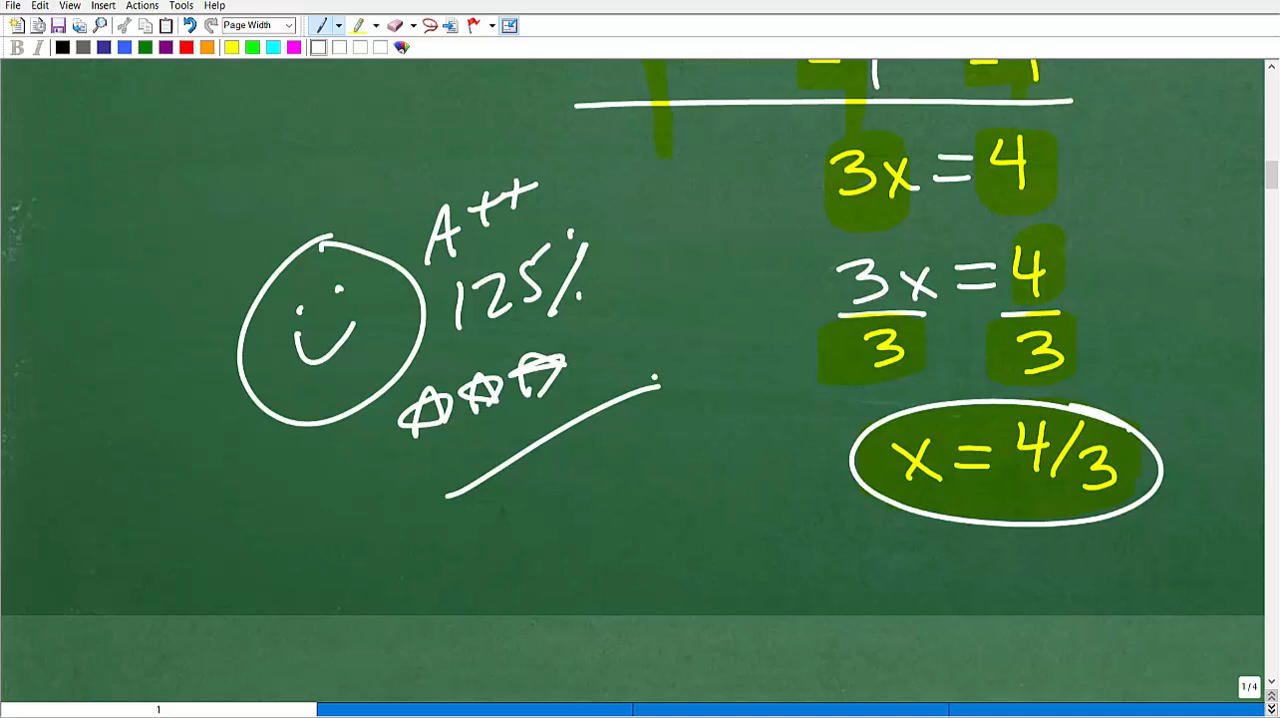 File Edit View Insert Actions Tools Help
Page Width
B I
3x = 4
A++
125%
3x = 4
3 3
x = 4/3
1/4
1